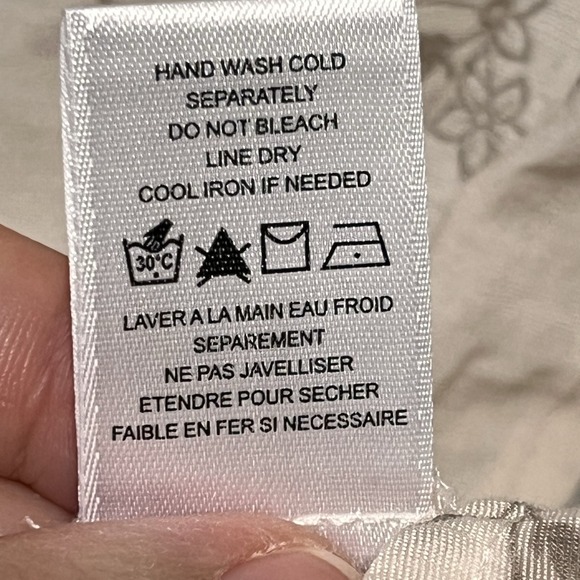 HAND WASH COLD
SEPARATELY
DO NOT BLEACH
LINE DRY
COOL IRON IF NEEDED
30°C
LAVER A LA MAIN EAU FROID
SEPAREMENT
NE PAS JAVELLISER
ETENDRE POUR SECHER
FAIBLE EN FER SI NECESSAIRE